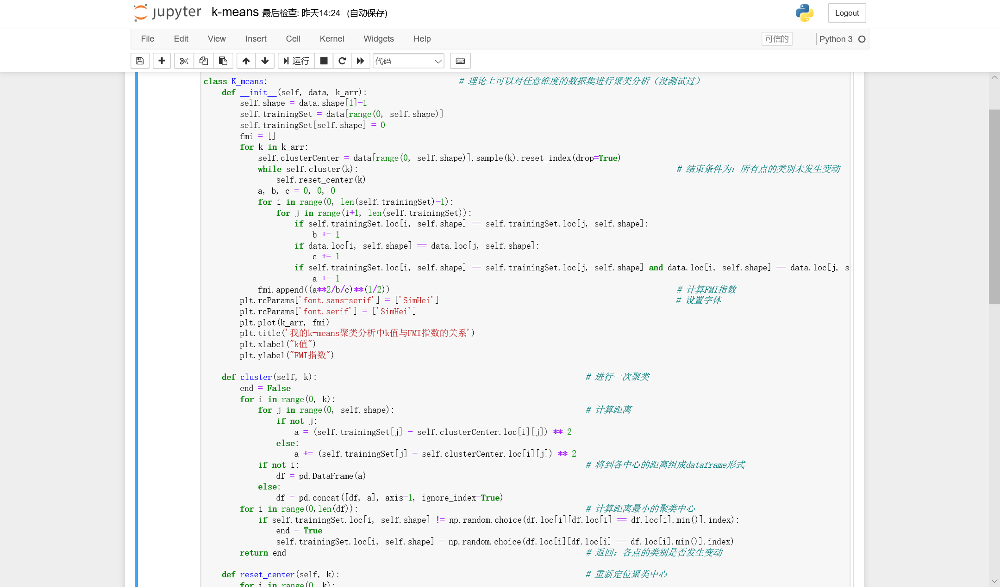 jupyter k-means 最后检查: 昨天14:24 (自动保存) Logout
File Edit View Insert Cell Kernel Widgets Help 可信的 Python 3
运行 代码
class K_means: # 理论上可以对任意维度的数据集进行聚类分析（没测试过）
    def __init__(self, data, k_arr):
        self.shape = data.shape[1]-1
        self.trainingSet = data[range(0, self.shape)]
        self.trainingSet[self.shape] = 0
        fmi = []
        for k in k_arr:
            self.clusterCenter = data[range(0, self.shape)].sample(k).reset_index(drop=True)
            while self.cluster(k): # 结束条件为：所有点的类别未发生变动
                self.reset_center(k)
            a, b, c = 0, 0, 0
            for i in range(0, len(self.trainingSet)-1):
                for j in range(i+1, len(self.trainingSet)):
                    if self.trainingSet.loc[i, self.shape] == self.trainingSet.loc[j, self.shape]:
                        b += 1
                    if data.loc[i, self.shape] == data.loc[j, self.shape]:
                        c += 1
                    if self.trainingSet.loc[i, self.shape] == self.trainingSet.loc[j, self.shape] and data.loc[i, self.shape] == data.loc[j, s
                        a += 1
            fmi.append((a**2/b/c)**(1/2)) # 计算FMI指数
        plt.rcParams['font.sans-serif'] = ['SimHei'] # 设置字体
        plt.rcParams['font.serif'] = ['SimHei']
        plt.plot(k_arr, fmi)
        plt.title('我的k-means聚类分析中k值与FMI指数的关系')
        plt.xlabel("k值")
        plt.ylabel("FMI指数")
    def cluster(self, k): # 进行一次聚类
        end = False
        for i in range(0, k):
            for j in range(0, self.shape): # 计算距离
                if not j:
                    a = (self.trainingSet[j] - self.clusterCenter.loc[i][j]) ** 2
                else:
                    a += (self.trainingSet[j] - self.clusterCenter.loc[i][j]) ** 2
            if not i: # 将到各中心的距离组成dataframe形式
                df = pd.DataFrame(a)
            else:
                df = pd.concat([df, a], axis=1, ignore_index=True)
        for i in range(0,len(df)): # 计算距离最小的聚类中心
            if self.trainingSet.loc[i, self.shape] != np.random.choice(df.loc[i][df.loc[i] == df.loc[i].min()].index):
                end = True
                self.trainingSet.loc[i, self.shape] = np.random.choice(df.loc[i][df.loc[i] == df.loc[i].min()].index)
        return end # 返回：各点的类别是否发生变动
    def reset_center(self, k): # 重新定位聚类中心
        for i in range(0, k):